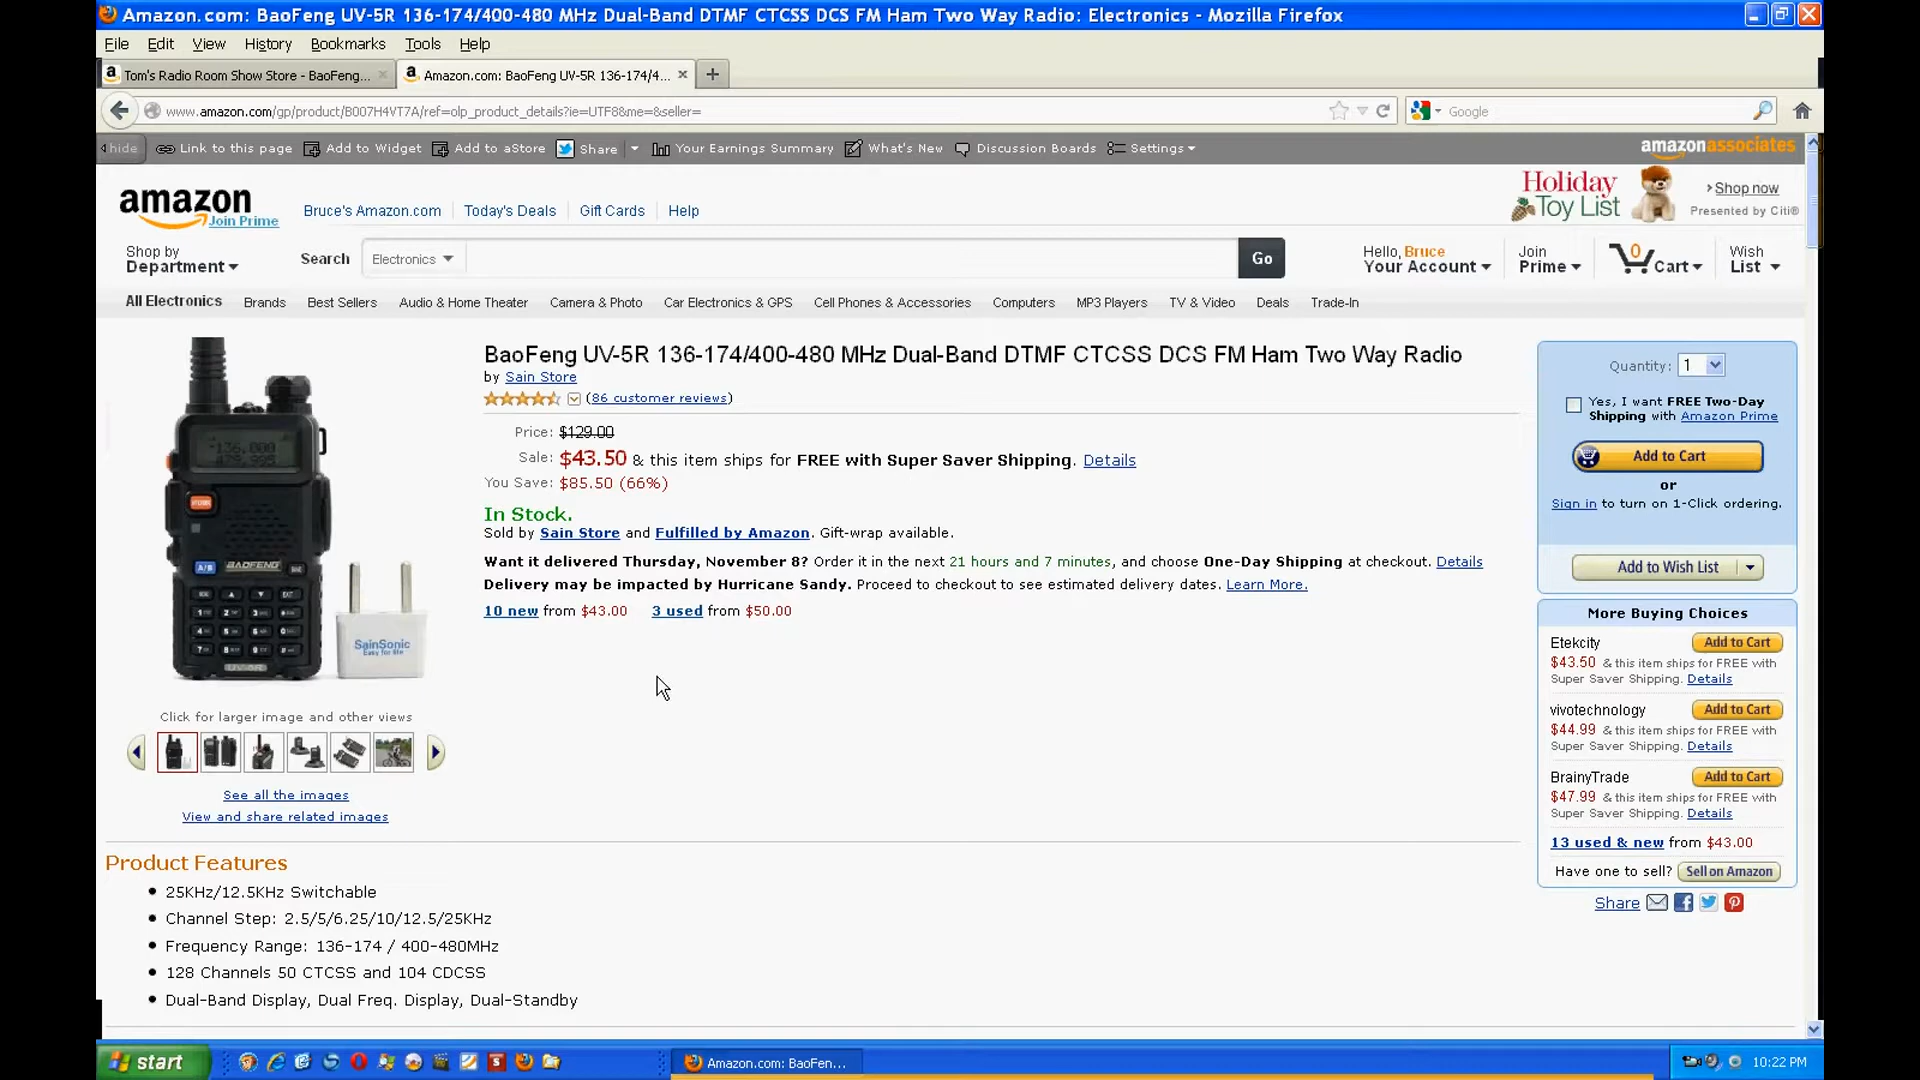 Amazon.com: BaoFeng UV-5R 136-174/400-480 MHz Dual-Band DTMF CTCSS DCS FM Ham Two Way Radio: Electronics - Mozilla Firefox
File Edit View History Bookmarks Tools Help
Tom's Radio Room Show Store - BaoFeng... Amazon.com: BaoFeng UV-5R 136-174/4...
www.amazon.com/gp/product/B007H4VT7A/ref=olp_product_details?ie=UTF8&me=&seller= Google
hide Link to this page Add to Widget Add to aStore Share Your Earnings Summary What's New Discussion Boards Settings amazonassociates
amazon Join Prime Bruce's Amazon.com Today's Deals Gift Cards Help
Holiday Toy List Shop now
Presented by Citi®
Shop by Department Search Electronics Go Hello, Bruce Your Account Join Prime 0 Cart Wish List
All Electronics Brands Best Sellers Audio & Home Theater Camera & Photo Car Electronics & GPS Cell Phones & Accessories Computers MP3 Players TV & Video Deals Trade-In
BaoFeng UV-5R 136-174/400-480 MHz Dual-Band DTMF CTCSS DCS FM Ham Two Way Radio
by Sain Store
(86 customer reviews)
Price: $129.00
Sale: $43.50 & this item ships for FREE with Super Saver Shipping. Details
You Save: $85.50 (66%)
In Stock.
Sold by Sain Store and Fulfilled by Amazon. Gift-wrap available.
Want it delivered Thursday, November 8? Order it in the next 21 hours and 7 minutes, and choose One-Day Shipping at checkout. Details
Delivery may be impacted by Hurricane Sandy. Proceed to checkout to see estimated delivery dates. Learn More.
10 new from $43.00 3 used from $50.00
A/B BAOFENG
SainSonic
Easy for life
UV-5R
Click for larger image and other views
See all the images
View and share related images
Quantity: 1
Yes, I want FREE Two-Day
Shipping with Amazon Prime
Add to Cart
or
Sign in to turn on 1-Click ordering.
Add to Wish List
More Buying Choices
Etekcity Add to Cart
$43.50 & this item ships for FREE with
Super Saver Shipping. Details
vivotechnology Add to Cart
$44.99 & this item ships for FREE with
Super Saver Shipping. Details
BrainyTrade Add to Cart
$47.99 & this item ships for FREE with
Super Saver Shipping. Details
13 used & new from $43.00
Have one to sell? Sell on Amazon
Share
Product Features
25KHz/12.5KHz Switchable
Channel Step: 2.5/5/6.25/10/12.5/25KHz
Frequency Range: 136-174 / 400-480MHz
128 Channels 50 CTCSS and 104 CDCSS
Dual-Band Display, Dual Freq. Display, Dual-Standby
start Amazon.com: BaoFen... 10:22 PM